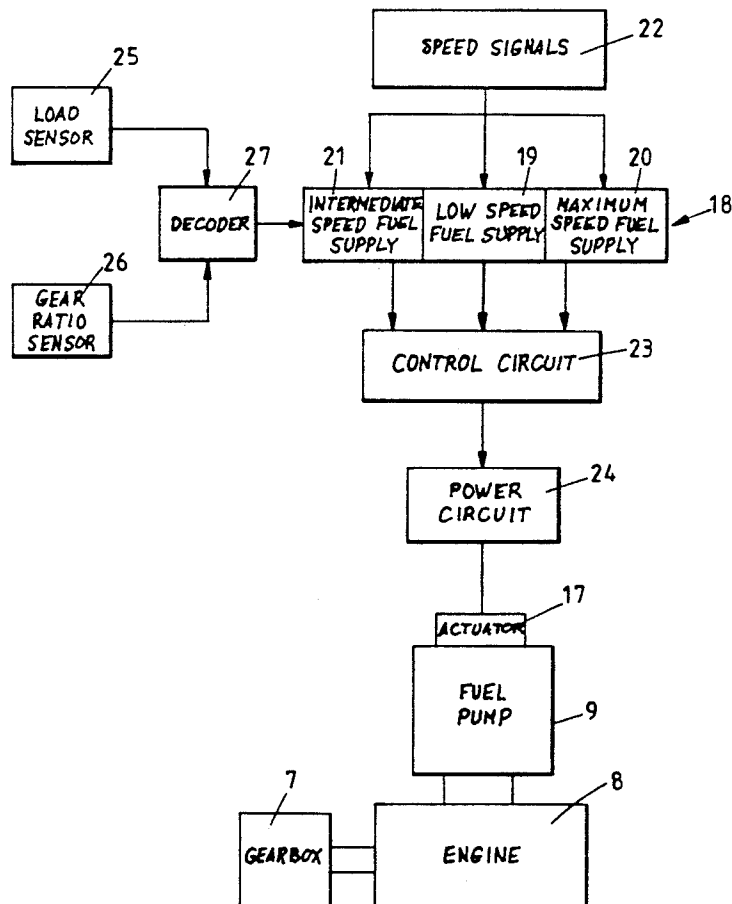 SPEED SIGNALS
22
25
LOAD
SENSOR
27
DECODER
26
GEAR
RATIO
SENSOR
21
INTERMEDIATE
SPEED FUEL
SUPPLY
19
LOW SPEED
FUEL SUPPLY
20
MAXIMUM
SPEED FUEL
SUPPLY
18
CONTROL CIRCUIT
23
POWER
CIRCUIT
24
ACTUATOR
17
FUEL
PUMP
9
7
GEARBOX
8
ENGINE